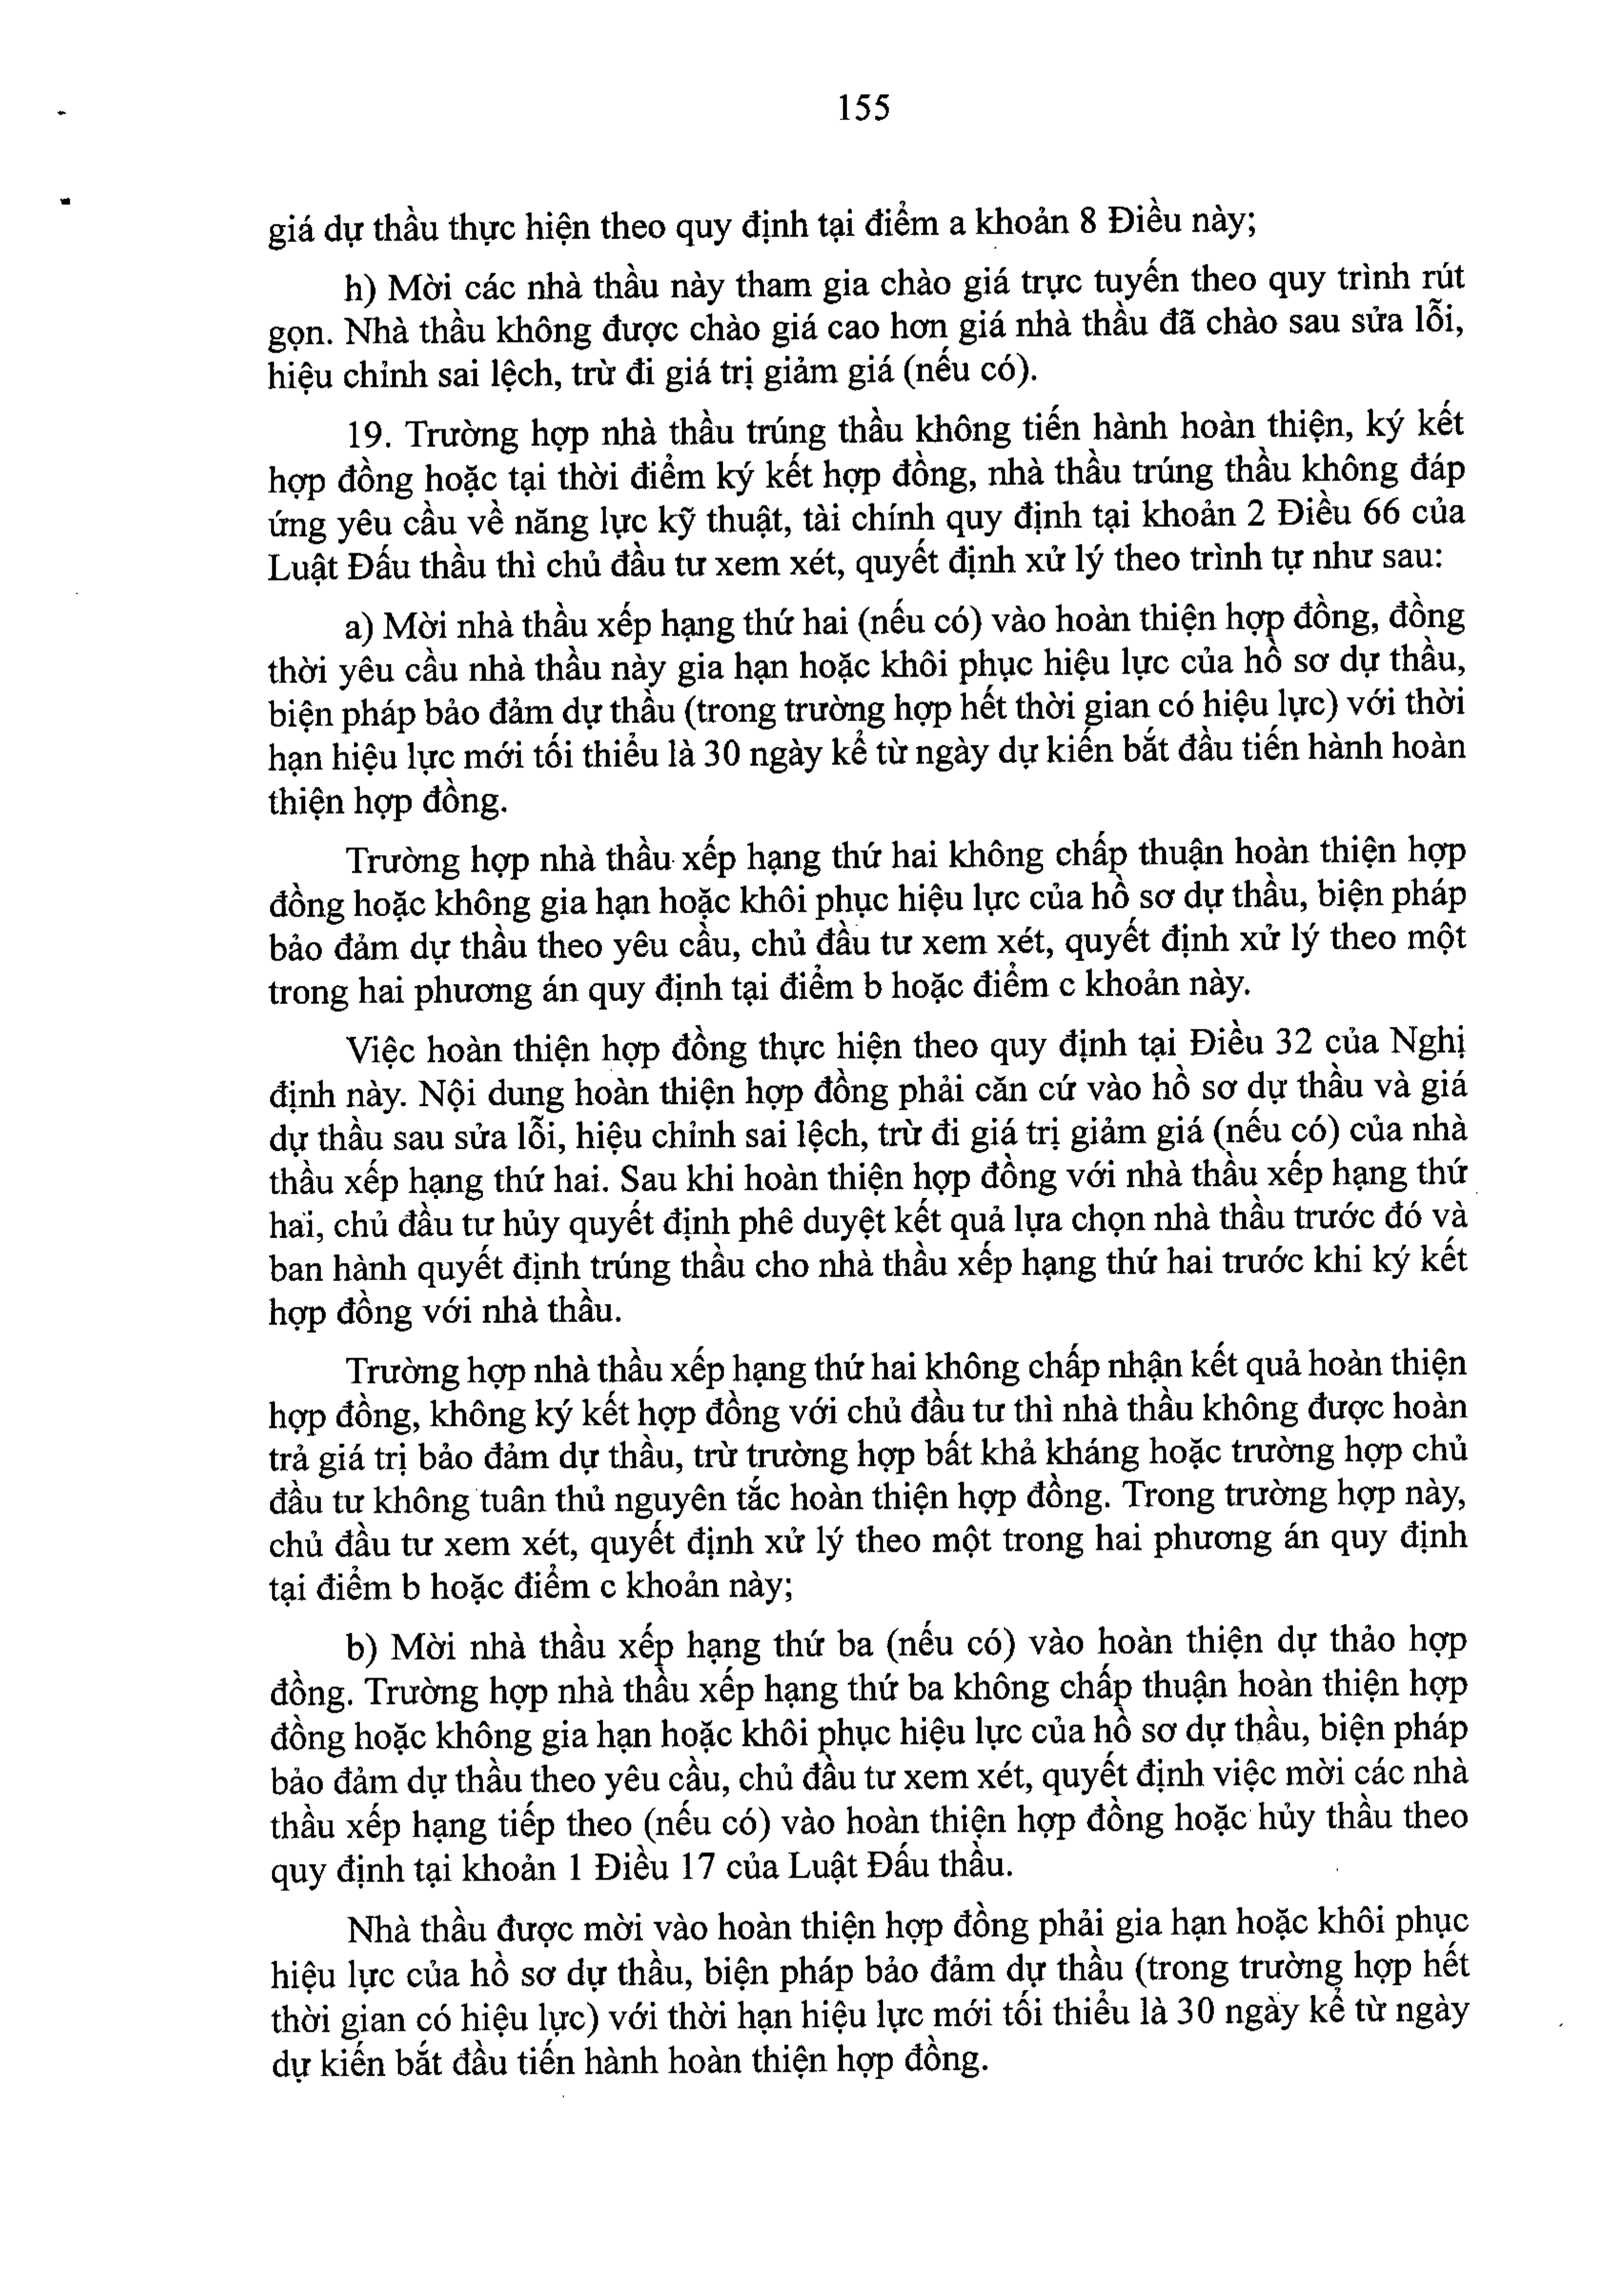 155
giá dự thầu thực hiện theo quy định tại điểm a khoản 8 Điều này;
h) Mời các nhà thầu này tham gia chào giá trực tuyến theo quy trình rút
gọn. Nhà thầu không được chào giá cao hơn giá nhà thầu đã chào sau sửa lỗi,
hiệu chỉnh sai lệch, trừ đi giá trị giảm giá (nếu có).
19. Trường hợp nhà thầu trúng thầu không tiến hành hoàn thiện, ký kết
hợp đồng hoặc tại thời điểm ký kết hợp đồng, nhà thầu trúng thầu không đáp
ứng yêu cầu về năng lực kỹ thuật, tài chính quy định tại khoản 2 Điều 66 của
Luật Đấu thầu thì chủ đầu tư xem xét, quyết định xử lý theo trình tự như sau:
a) Mời nhà thầu xếp hạng thứ hai (nếu có) vào hoàn thiện hợp đồng, đồng
thời yêu cầu nhà thầu này gia hạn hoặc khôi phục hiệu lực của hồ sơ dự thầu,
biện pháp bảo đảm dự thầu (trong trường hợp hết thời gian có hiệu lực) với thời
hạn hiệu lực mới tối thiểu là 30 ngày kể từ ngày dự kiến bắt đầu tiến hành hoàn
thiện hợp đồng.
Trường hợp nhà thầu xếp hạng thứ hai không chấp thuận hoàn thiện hợp
đồng hoặc không gia hạn hoặc khôi phục hiệu lực của hồ sơ dự thầu, biện pháp
bảo đảm dự thầu theo yêu cầu, chủ đầu tư xem xét, quyết định xử lý theo một
trong hai phương án quy định tại điểm b hoặc điểm c khoản này.
Việc hoàn thiện hợp đồng thực hiện theo quy định tại Điều 32 của Nghị
định này. Nội dung hoàn thiện hợp đồng phải căn cứ vào hồ sơ dự thầu và giá
dự thầu sau sửa lỗi, hiệu chỉnh sai lệch, trừ đi giá trị giảm giá (nếu có) của nhà
thầu xếp hạng thứ hai. Sau khi hoàn thiện hợp đồng với nhà thầu xếp hạng thứ
hai, chủ đầu tư hủy quyết định phê duyệt kết quả lựa chọn nhà thầu trước đó và
ban hành quyết định trúng thầu cho nhà thầu xếp hạng thứ hai trước khi ký kết
hợp đồng với nhà thầu.
Trường hợp nhà thầu xếp hạng thứ hai không chấp nhận kết quả hoàn thiện
hợp đồng, không ký kết hợp đồng với chủ đầu tư thì nhà thầu không được hoàn
trả giá trị bảo đảm dự thầu, trừ trường hợp bất khả kháng hoặc trường hợp chủ
đầu tư không tuân thủ nguyên tắc hoàn thiện hợp đồng. Trong trường hợp này,
chủ đầu tư xem xét, quyết định xử lý theo một trong hai phương án quy định
tại điểm b hoặc điểm c khoản này;
b) Mời nhà thầu xếp hạng thứ ba (nếu có) vào hoàn thiện dự thảo hợp
đồng. Trường hợp nhà thầu xếp hạng thứ ba không chấp thuận hoàn thiện hợp
đồng hoặc không gia hạn hoặc khôi phục hiệu lực của hồ sơ dự thầu, biện pháp
bảo đảm dự thầu theo yêu cầu, chủ đầu tư xem xét, quyết định việc mời các nhà
thầu xếp hạng tiếp theo (nếu có) vào hoàn thiện hợp đồng hoặc hủy thầu theo
quy định tại khoản 1 Điều 17 của Luật Đấu thầu.
Nhà thầu được mời vào hoàn thiện hợp đồng phải gia hạn hoặc khôi phục
hiệu lực của hồ sơ dự thầu, biện pháp bảo đảm dự thầu (trong trường hợp hết
thời gian có hiệu lực) với thời hạn hiệu lực mới tối thiểu là 30 ngày kể từ ngày
dự kiến bắt đầu tiến hành hoàn thiện hợp đồng.